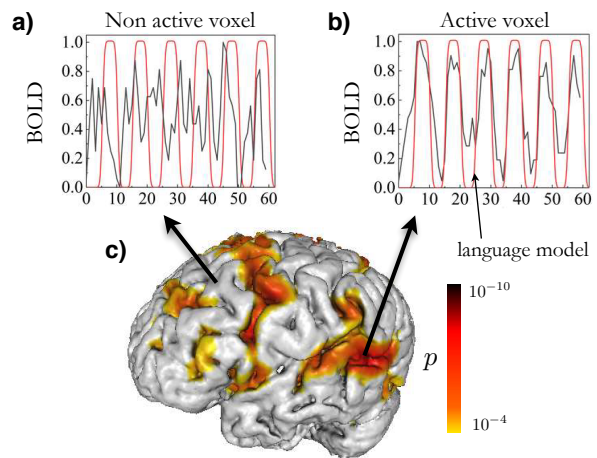 a)
Non active voxel
BOLD
1.0
0.8
0.6
0.4
0.2
0.0
0 10 20 30 40 50 60
b)
Active voxel
BOLD
1.0
0.8
0.6
0.4
0.2
0.0
0 10 20 30 40 50 60
language model
c)
p
10⁻¹⁰
10⁻⁴